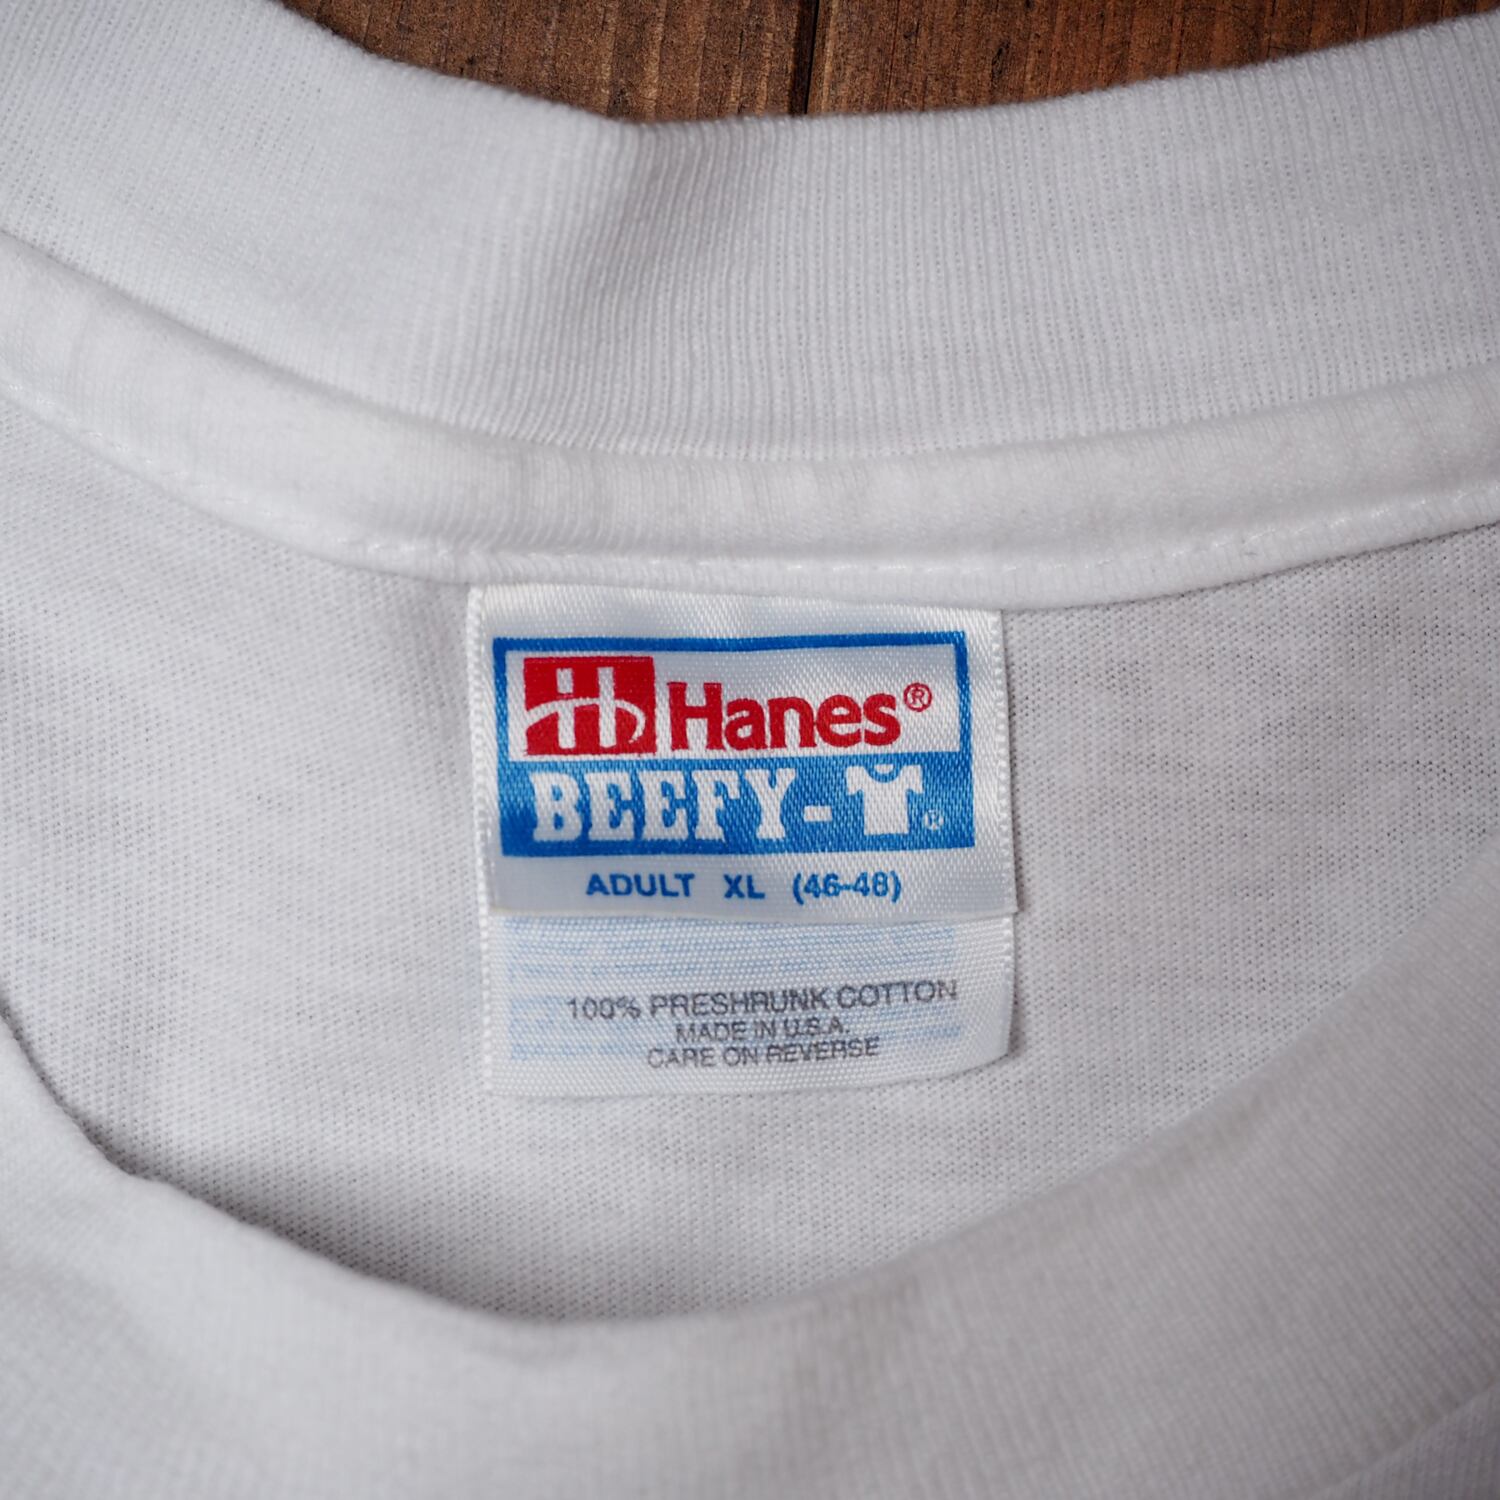 Hanes®
BEEFY-®
ADULT XL (46-48)
100% PRESHRUNK COTTON
MADE IN U.S.A.
CARE ON REVERSE